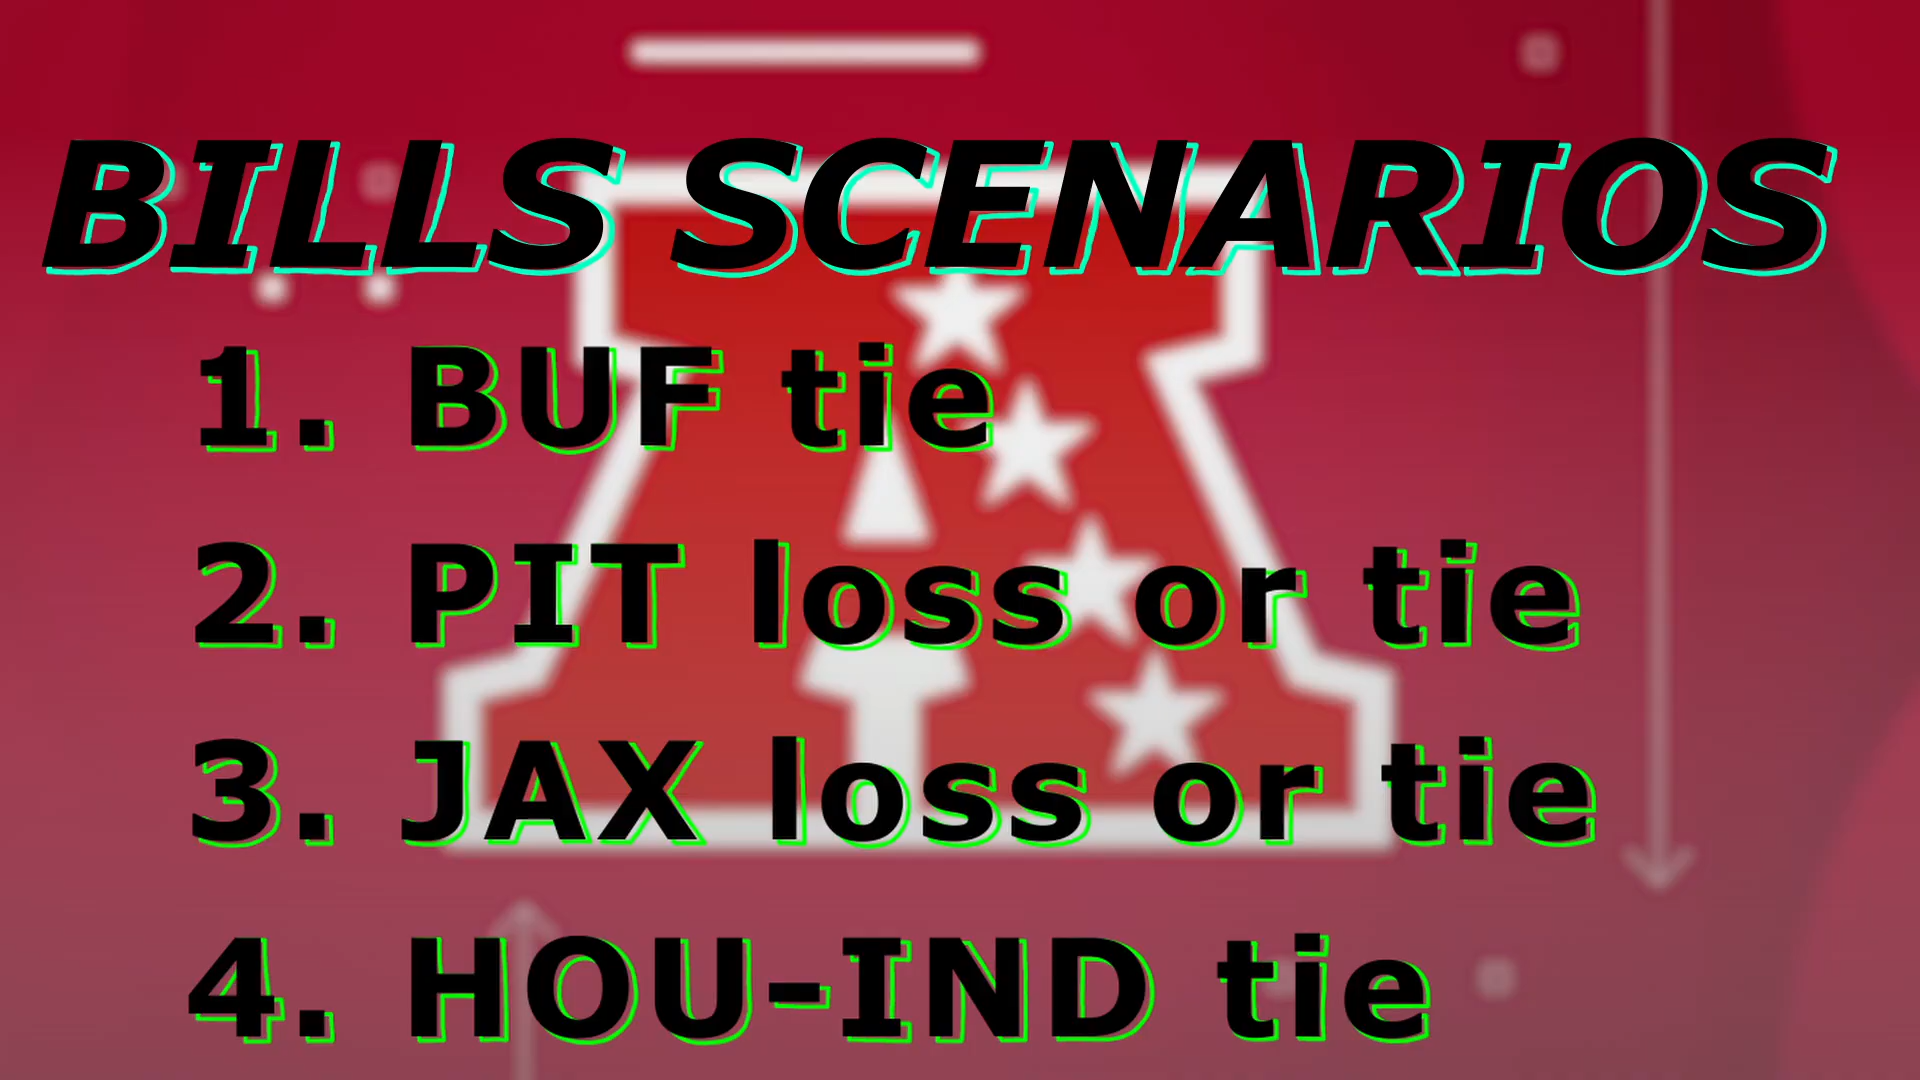 BILLS SCENARIOS
1. BUF tie
2. PIT loss or tie
3. JAX loss or tie
4. HOU-IND tie